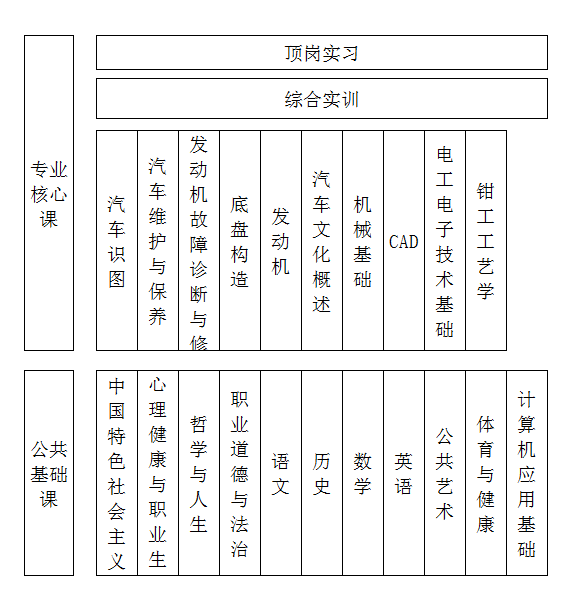 顶岗实习
综合实训
专业
核心
课
汽车识图
汽车维护与保养
发动机故障诊断与修
底盘构造
发动机
汽车文化概述
机械基础
CAD
电工电子技术基础
钳工工艺学
公共
基础
课
中国特色社会主义
心理健康与职业生
哲学与人生
职业道德与法治
语文
历史
数学
英语
公共艺术
体育与健康
计算机应用基础